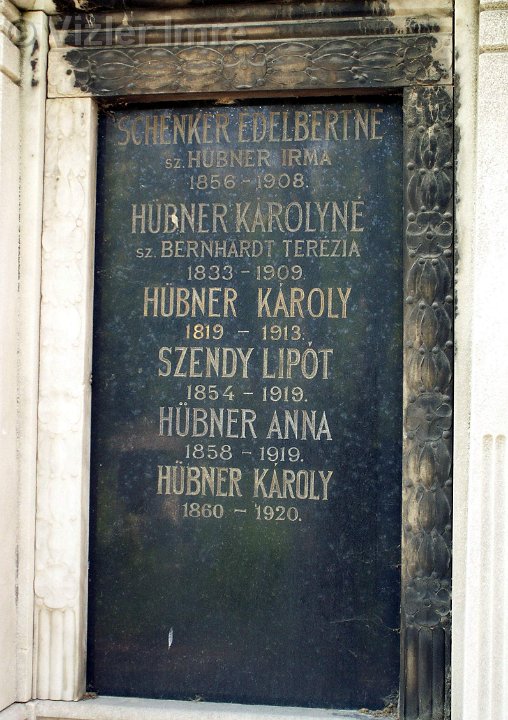 © Vizler Imre
SCHENKER EDELBERTNÉ
SZ. HÜBNER IRMA
1856 - 1908.
HÜBNER KÁROLYNÉ
SZ. BERNHARDT TERÉZIA
1833 - 1909.
HÜBNER KÁROLY
1819 - 1913.
SZENDY LIPÓT
1854 - 1919.
HÜBNER ANNA
1858 - 1919.
HÜBNER KÁROLY
1860 - 1920.